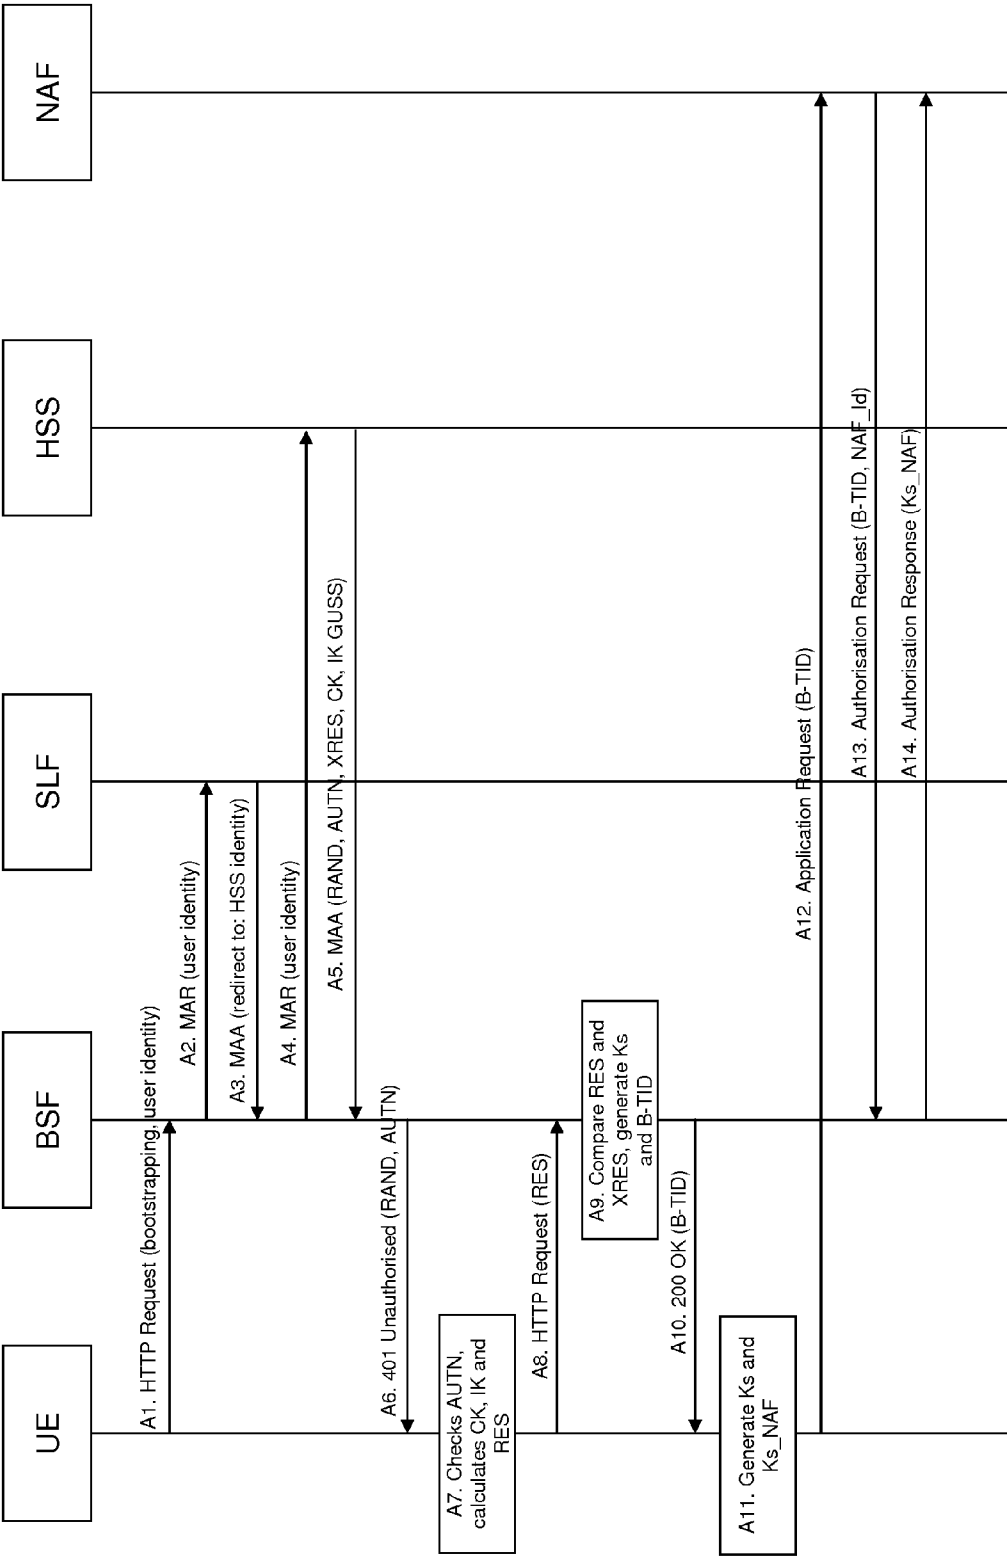 UE
BSF
SLF
HSS
NAF
A1. HTTP Request (bootstrapping, user identity)
A2. MAR (user identity)
A3. MAA (redirect to: HSS identity)
A4. MAR (user identity)
A5. MAA (RAND, AUTN, XRES, CK, IK GUSS)
A6. 401 Unauthorised (RAND, AUTN)
A7. Checks AUTN,
calculates CK, IK and
RES
A8. HTTP Request (RES)
A9. Compare RES and
XRES, generate Ks
and B-TID
A10. 200 OK (B-TID)
A11. Generate Ks and
Ks_NAF
A12. Application Request (B-TID)
A13. Authorisation Request (B-TID, NAF_Id)
A14. Authorisation Response (Ks_NAF)